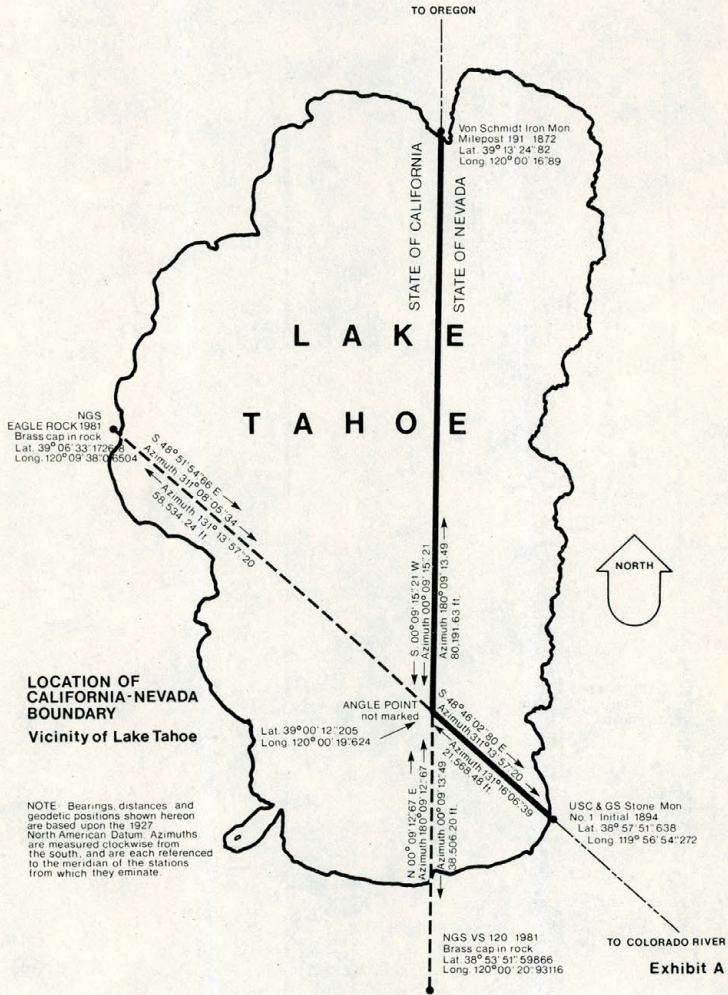 TO OREGON
Von Schmidt Iron Mon.
Milepost 191 1872
Lat. 39° 13' 24".82
Long. 120° 00' 16".89
STATE OF CALIFORNIA
STATE OF NEVADA
LAKE
TAHOE
NGS
EAGLE ROCK 1981
Brass cap in rock
Lat. 39° 06' 33".17268
Long. 120° 09' 38".06504
S 48° 51' 54".66 E
Azimuth 311° 08' 05".34
Azimuth 131° 13' 57".20
58,534.24 ft.
S 00° 09' 15".21 W
Azimuth 00° 09' 15".21
Azimuth 180° 09' 13".49
80,191.63 ft.
NORTH
LOCATION OF
CALIFORNIA-NEVADA
BOUNDARY
Vicinity of Lake Tahoe
ANGLE POINT
not marked
Lat. 39° 00' 12".205
Long. 120° 00' 19".624
S 48° 46' 02".80 E
Azimuth 311° 13' 57".20
Azimuth 131° 16' 06".39
21,568.48 ft.
N 00° 09' 12".67 E
Azimuth 180° 09' 12".67
Azimuth 00° 09' 13".49
38,506.20 ft.
USC & GS Stone Mon
No. 1 Initial 1894
Lat. 38° 57' 51".638
Long. 119° 56' 54".272
NOTE: Bearings, distances and
geodetic positions shown hereon
are based upon the 1927
North American Datum. Azimuths
are measured clockwise from
the south, and are each referenced
to the meridian of the stations
from which they eminate.
NGS VS 120 1981
Brass cap in rock
Lat. 38° 53' 51".59866
Long. 120° 00' 20".93116
TO COLORADO RIVER
Exhibit A